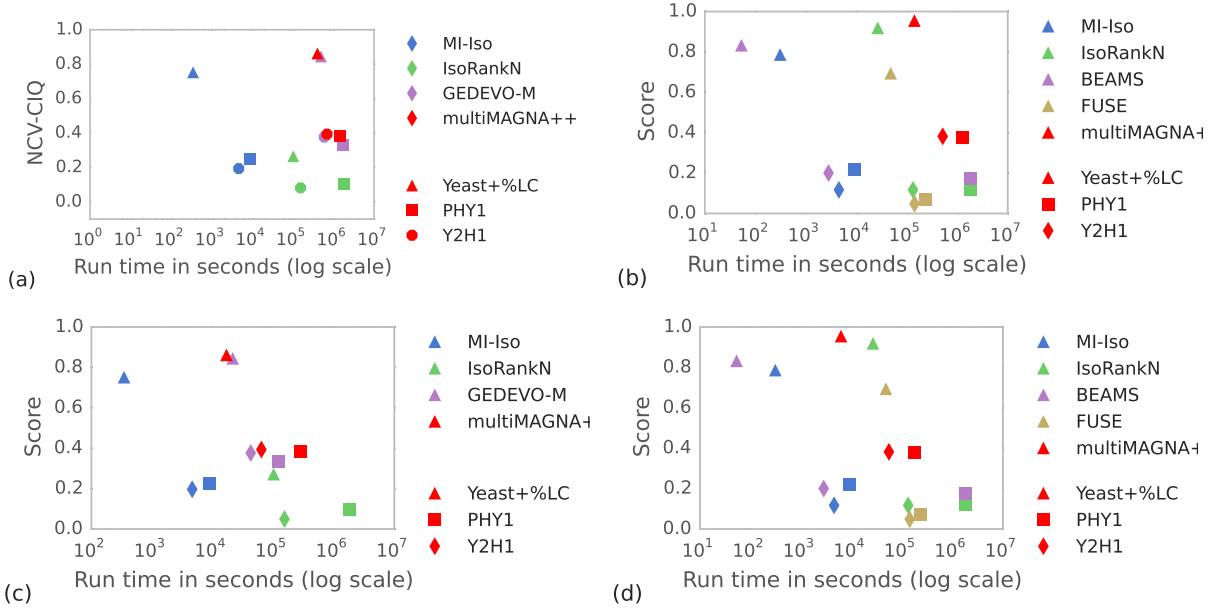 1.0
0.8
0.6
0.4
0.2
0.0
NCV-CIQ
10^0 10^1 10^2 10^3 10^4 10^5 10^6 10^7
Run time in seconds (log scale)
(a)
MI-Iso
IsoRankN
GEDEVO-M
multiMAGNA++
Yeast+%LC
PHY1
Y2H1
1.0
0.8
0.6
0.4
0.2
0.0
Score
10^1 10^2 10^3 10^4 10^5 10^6 10^7
Run time in seconds (log scale)
(b)
MI-Iso
IsoRankN
BEAMS
FUSE
multiMAGNA+
Yeast+%LC
PHY1
Y2H1
1.0
0.8
0.6
0.4
0.2
0.0
Score
10^2 10^3 10^4 10^5 10^6 10^7
Run time in seconds (log scale)
(c)
MI-Iso
IsoRankN
GEDEVO-M
multiMAGNA+
Yeast+%LC
PHY1
Y2H1
1.0
0.8
0.6
0.4
0.2
0.0
Score
10^1 10^2 10^3 10^4 10^5 10^6 10^7
Run time in seconds (log scale)
(d)
MI-Iso
IsoRankN
BEAMS
FUSE
multiMAGNA+
Yeast+%LC
PHY1
Y2H1